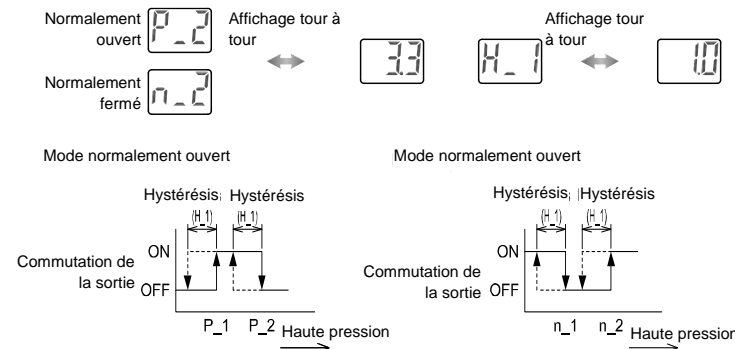 Normalement
ouvert
P_2
Affichage tour à
tour
Normalement
fermé
n_2
3.3
H_1
Affichage tour
à tour
1.0
Mode normalement ouvert
Hystérésis Hystérésis
(H_1) (H_1)
Commutation de
la sortie
ON
OFF
P_1 P_2 Haute pression
Mode normalement ouvert
Hystérésis Hystérésis
(H_1) (H_1)
Commutation de
la sortie
ON
OFF
n_1 n_2 Haute pression